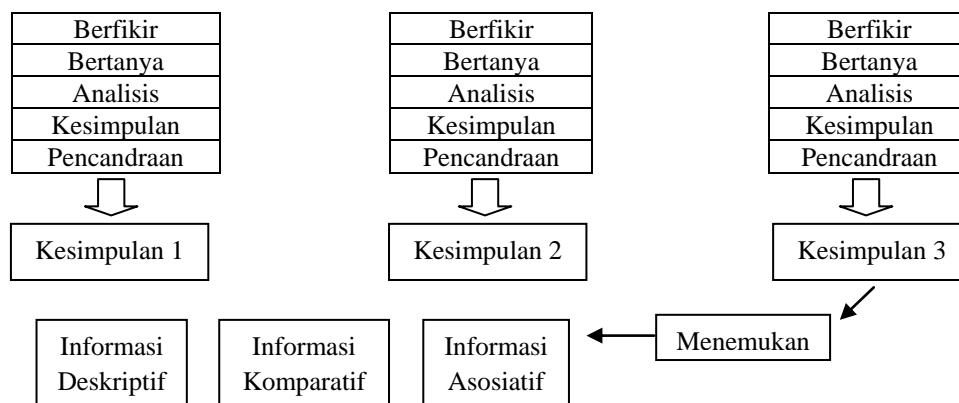 Berfikir
Bertanya
Analisis
Kesimpulan
Pencandraan
Kesimpulan 1
Berfikir
Bertanya
Analisis
Kesimpulan
Pencandraan
Kesimpulan 2
Berfikir
Bertanya
Analisis
Kesimpulan
Pencandraan
Kesimpulan 3
Menemukan
Informasi
Deskriptif
Informasi
Komparatif
Informasi
Asosiatif